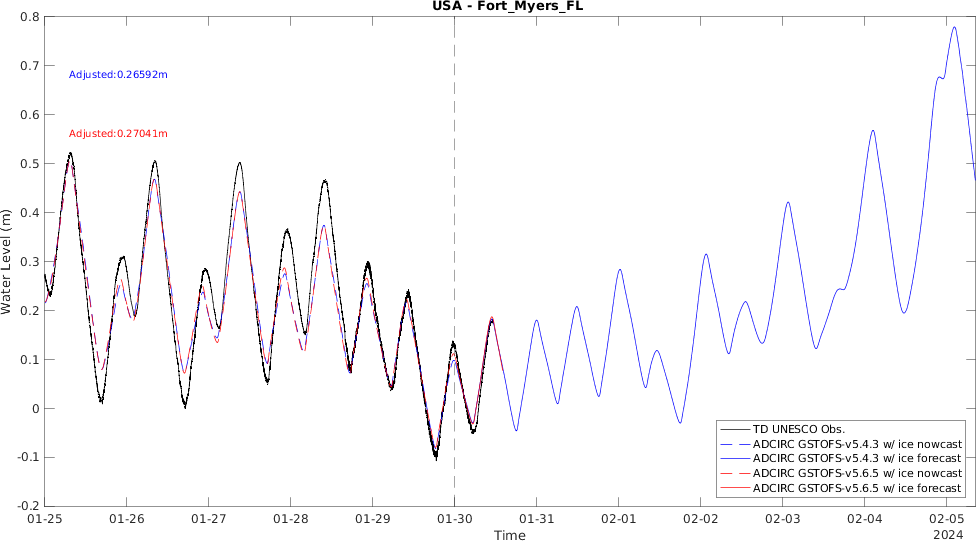 USA - Fort_Myers_FL
0.8
0.7
0.6
0.5
0.4
0.3
0.2
0.1
0
-0.1
-0.2
Water Level (m)
Adjusted:0.26592m
Adjusted:0.27041m
TD UNESCO Obs.
ADCIRC GSTOFS-v5.4.3 w/ ice nowcast
ADCIRC GSTOFS-v5.4.3 w/ ice forecast
ADCIRC GSTOFS-v5.6.5 w/ ice nowcast
ADCIRC GSTOFS-v5.6.5 w/ ice forecast
01-25 01-26 01-27 01-28 01-29 01-30 01-31 02-01 02-02 02-03 02-04 02-05
2024
Time